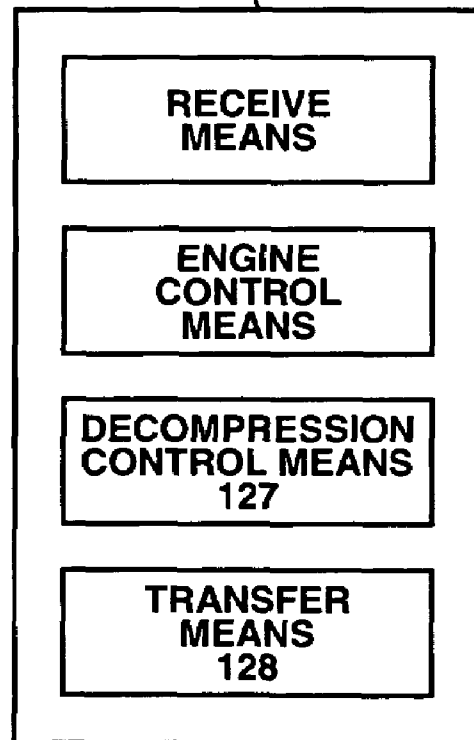 RECEIVE
MEANS
ENGINE
CONTROL
MEANS
DECOMPRESSION
CONTROL MEANS
127
TRANSFER
MEANS
128